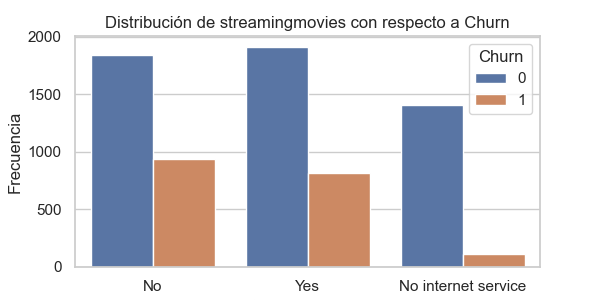 Distribución de streamingmovies con respecto a Churn
2000
1500
1000
500
0
Frecuencia
Churn
0
1
No
Yes
No internet service